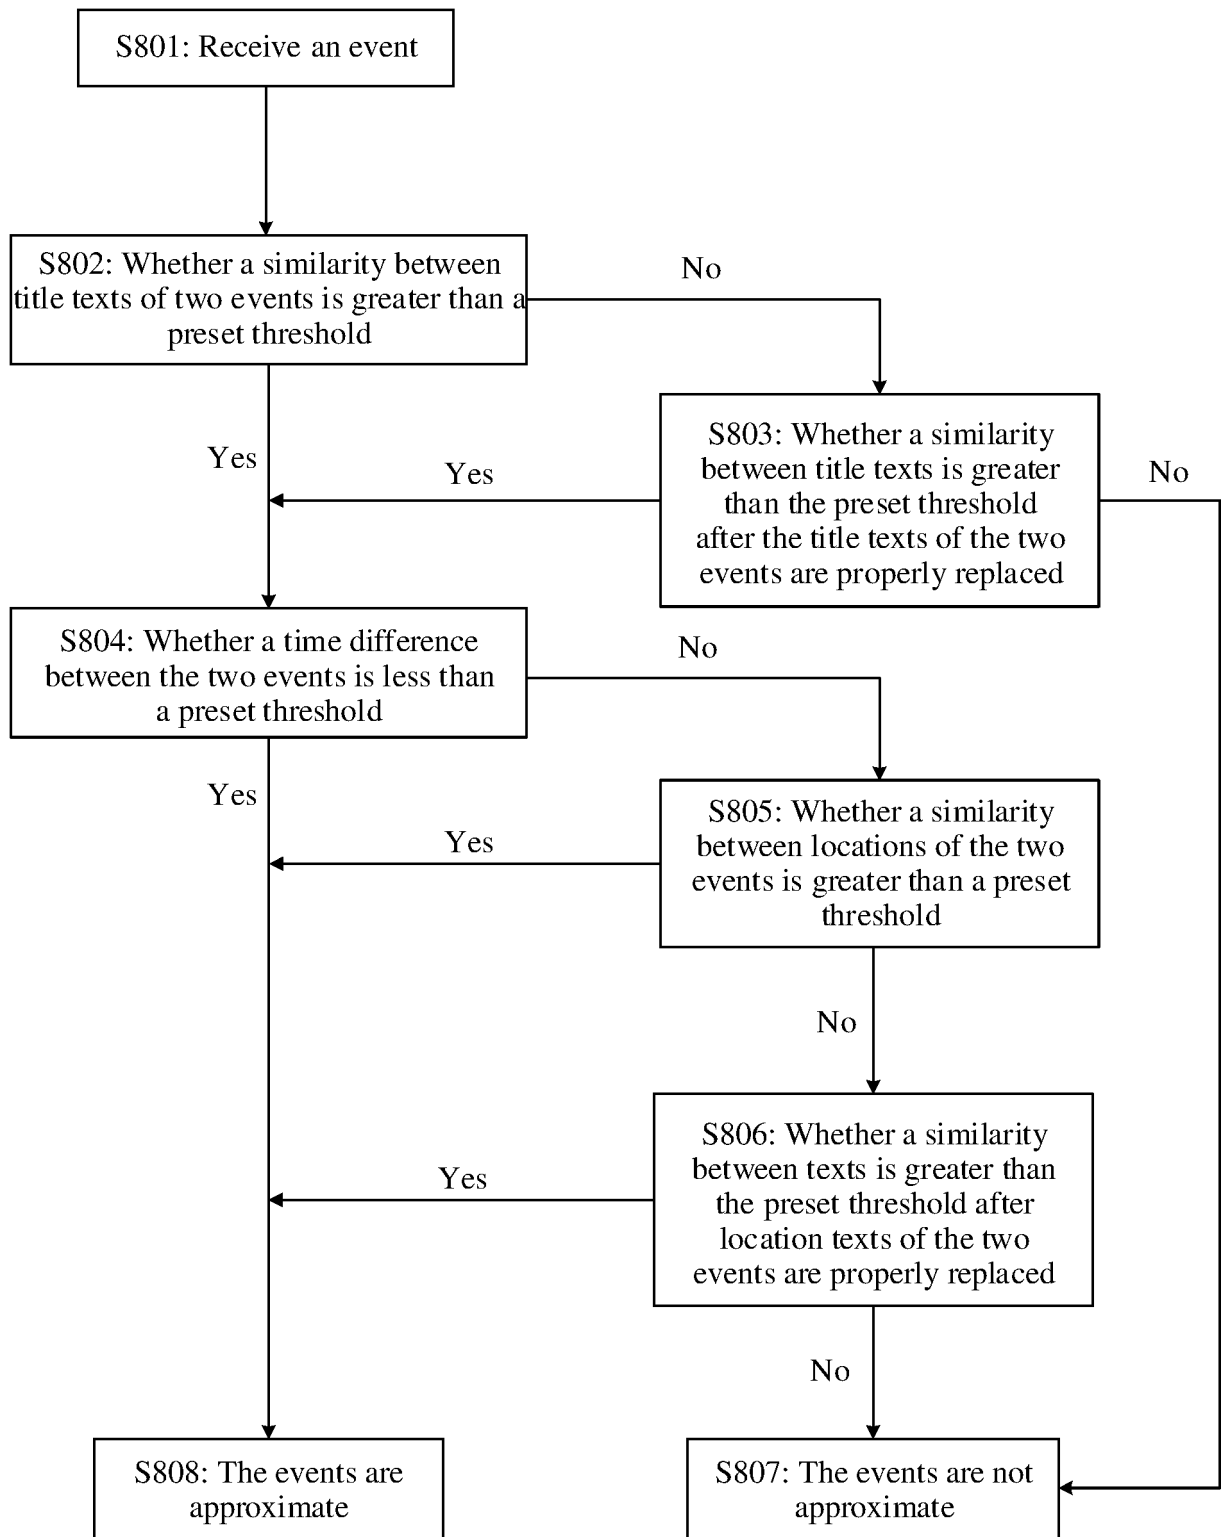 S801: Receive an event
S802: Whether a similarity between
title texts of two events is greater than a
preset threshold
No
S803: Whether a similarity
between title texts is greater
than the preset threshold
after the title texts of the two
events are properly replaced
Yes
Yes
No
S804: Whether a time difference
between the two events is less than
a preset threshold
No
Yes
S805: Whether a similarity
between locations of the two
events is greater than a preset
threshold
Yes
No
S806: Whether a similarity
between texts is greater than
the preset threshold after
location texts of the two
events are properly replaced
Yes
No
S808: The events are
approximate
S807: The events are not
approximate